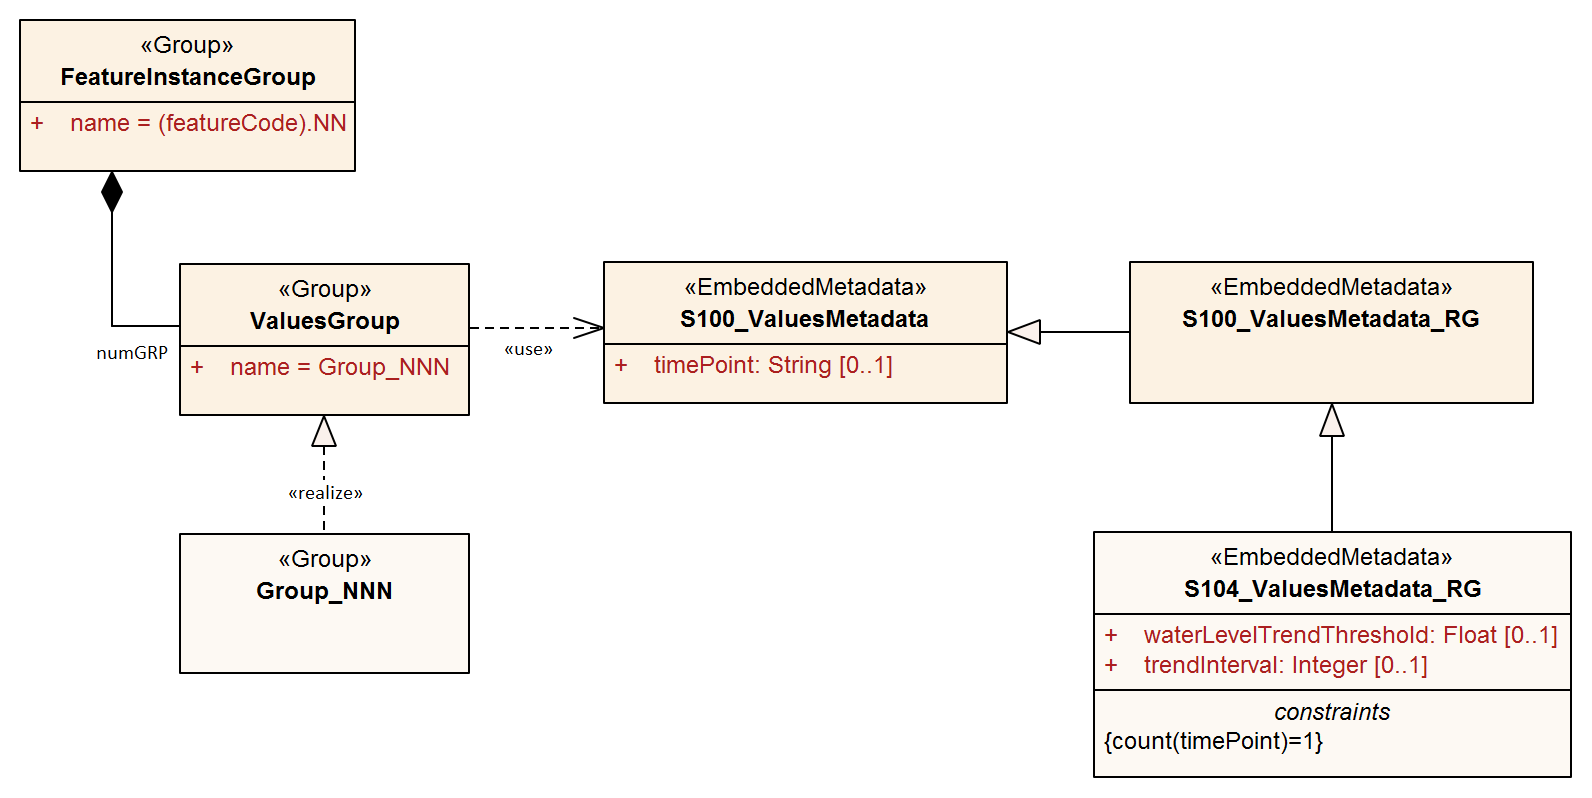 «Group»
FeatureInstanceGroup
+ name = (featureCode).NN
«Group»
ValuesGroup
+ name = Group_NNN
numGRP
«use»
«EmbeddedMetadata»
S100_ValuesMetadata
+ timePoint: String [0..1]
«EmbeddedMetadata»
S100_ValuesMetadata_RG
«realize»
«Group»
Group_NNN
«EmbeddedMetadata»
S104_ValuesMetadata_RG
+ waterLevelTrendThreshold: Float [0..1]
+ trendInterval: Integer [0..1]
constraints
{count(timePoint)=1}